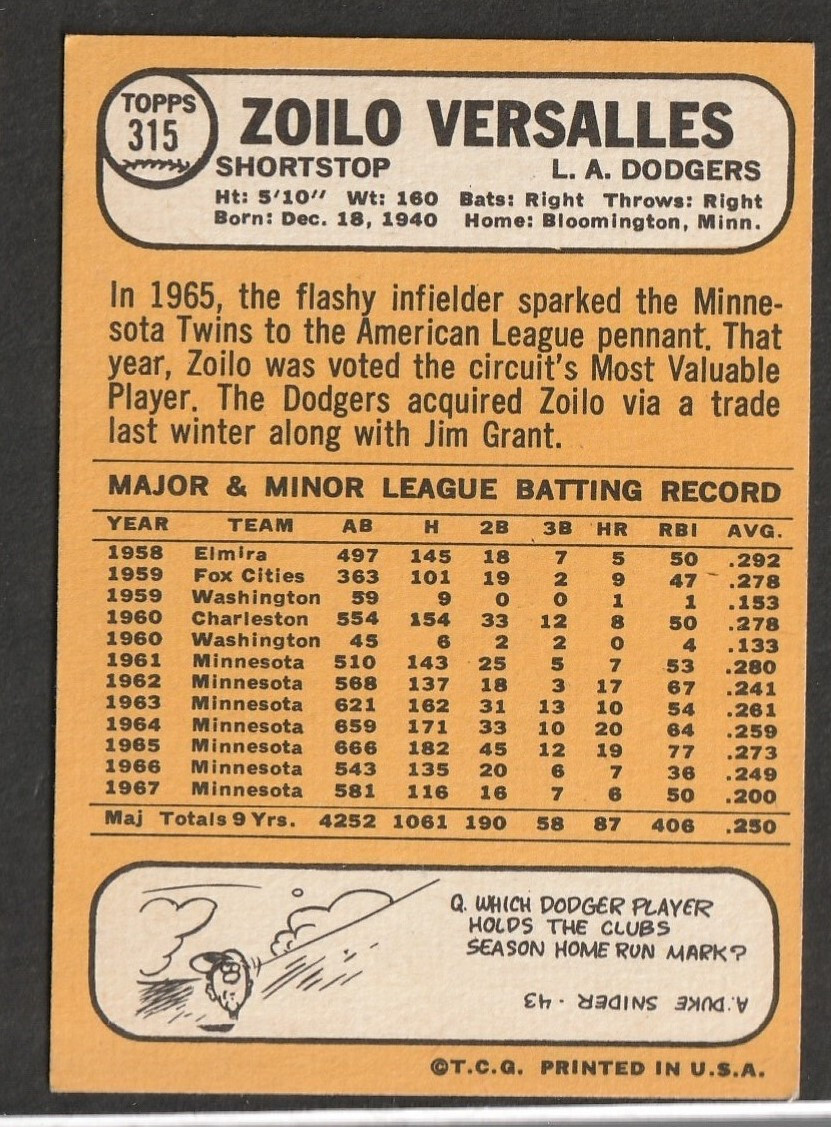 TOPPS
315
ZOILO VERSALLES
SHORTSTOP L. A. DODGERS
Ht: 5'10" Wt: 160 Bats: Right Throws: Right
Born: Dec. 18, 1940 Home: Bloomington, Minn.
In 1965, the flashy infielder sparked the Minne-
sota Twins to the American League pennant. That
year, Zoilo was voted the circuit's Most Valuable
Player. The Dodgers acquired Zoilo via a trade
last winter along with Jim Grant.
MAJOR & MINOR LEAGUE BATTING RECORD
YEAR TEAM AB H 2B 3B HR RBI AVG.
1958 Elmira 497 145 18 7 5 50 .292
1959 Fox Cities 363 101 19 2 9 47 .278
1959 Washington 59 9 0 0 1 1 .153
1960 Charleston 554 154 33 12 8 50 .278
1960 Washington 45 6 2 2 0 4 .133
1961 Minnesota 510 143 25 5 7 53 .280
1962 Minnesota 568 137 18 3 17 67 .241
1963 Minnesota 621 162 31 13 10 54 .261
1964 Minnesota 659 171 33 10 20 64 .259
1965 Minnesota 666 182 45 12 19 77 .273
1966 Minnesota 543 135 20 6 7 36 .249
1967 Minnesota 581 116 16 7 6 50 .200
Maj Totals 9 Yrs. 4252 1061 190 58 87 406 .250
Q. WHICH DODGER PLAYER
HOLDS THE CLUBS
SEASON HOME RUN MARK?
A. DUKE SNIDER - 43
©T.C.G. PRINTED IN U.S.A.